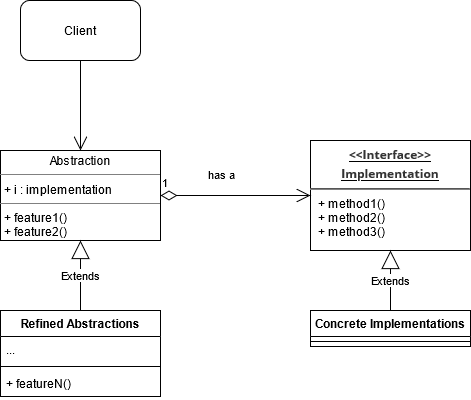 Client
Abstraction
+ i : implementation
+ feature1()
+ feature2()
1
has a
<<Interface>>
Implementation
+ method1()
+ method2()
+ method3()
Extends
Extends
Refined Abstractions
...
+ featureN()
Concrete Implementations